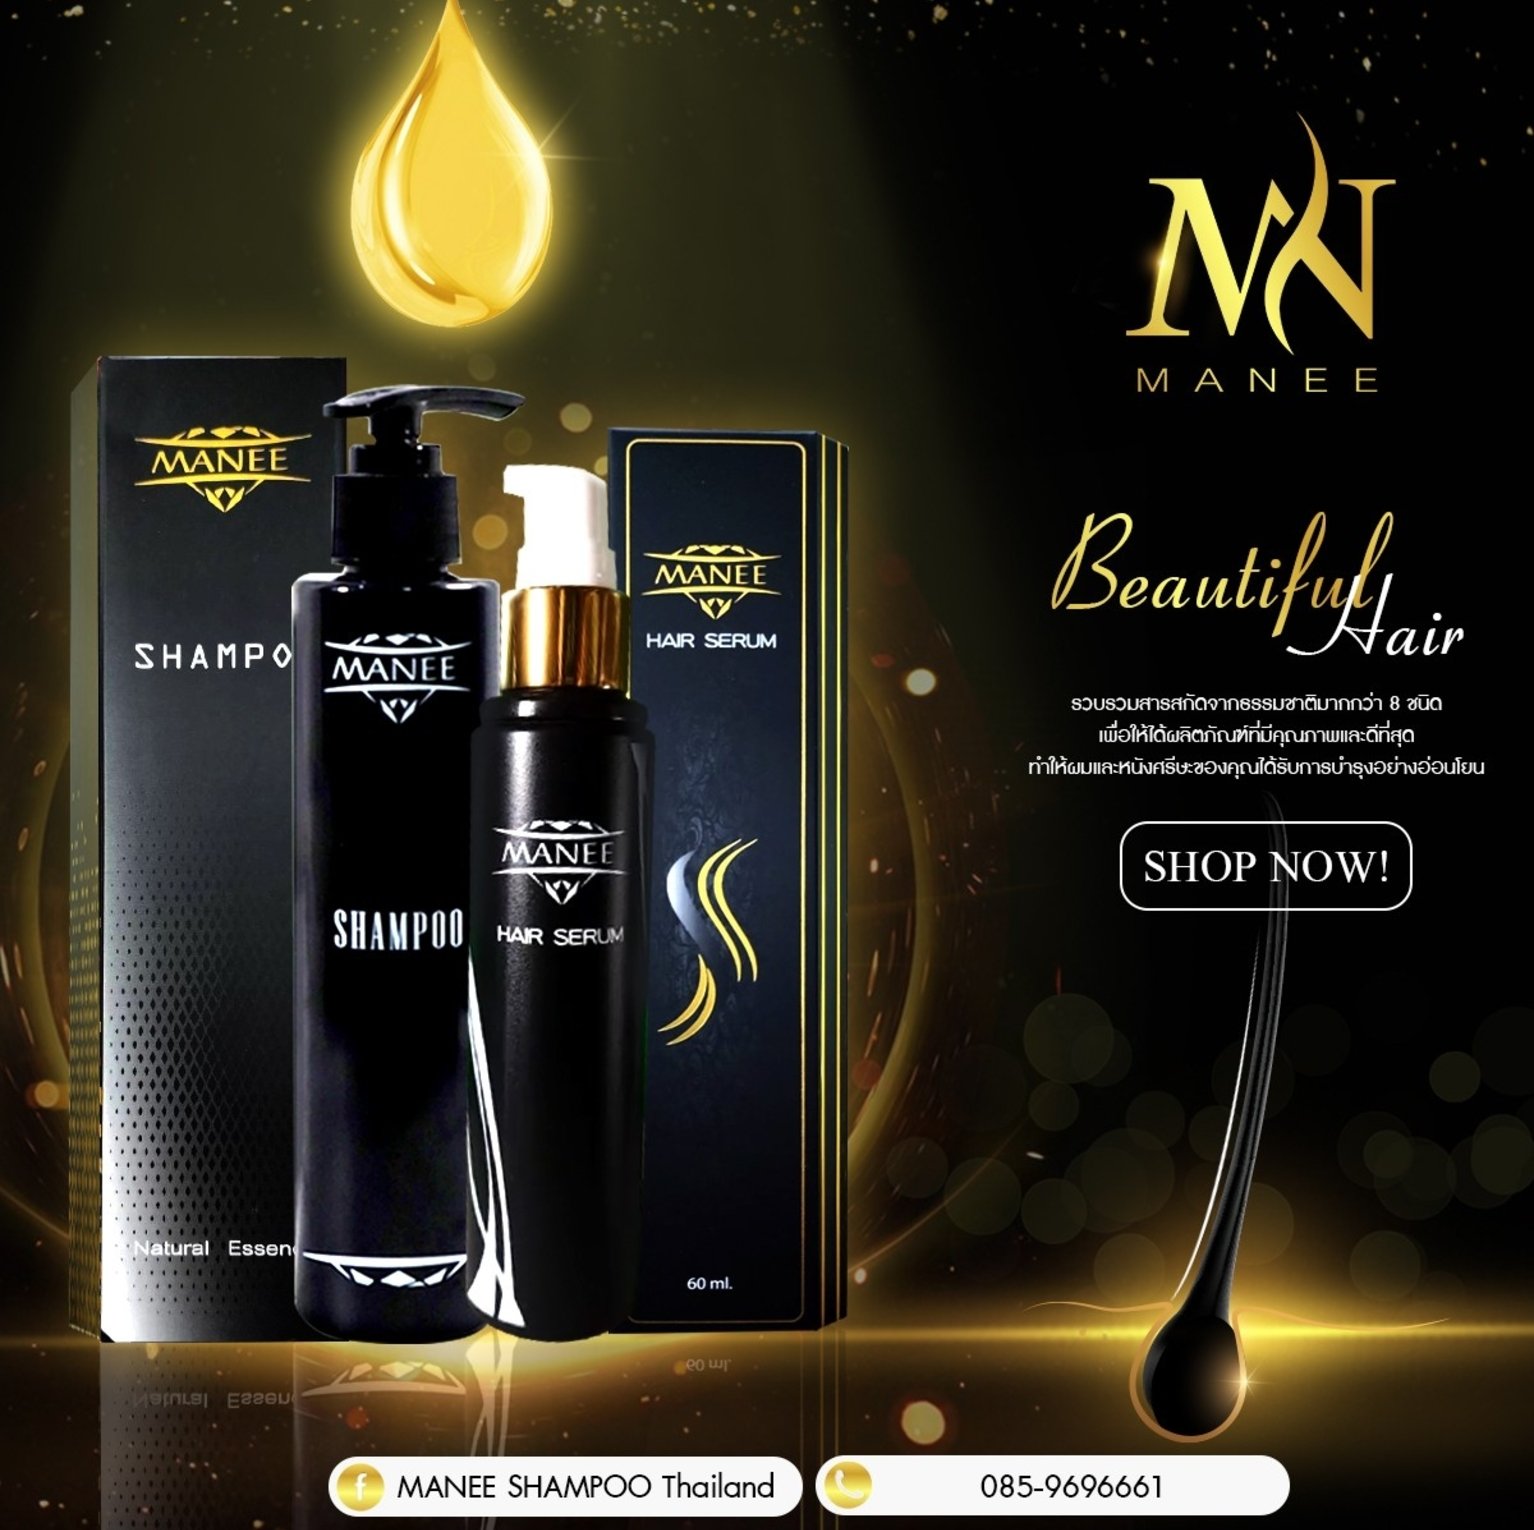 MANEE
SHAMPO
Natural Essen
MANEE
SHAMPOO
MANEE
HAIR SERUM
MANEE
HAIR SERUM
60 ml.
MN
MANEE
Beautiful
Hair
รวบรวมสารสกัดจากธรรมชาติมากกว่า 8 ชนิด
เพื่อให้ได้ผลิตภัณฑ์ที่มีคุณภาพและดีที่สุด
ทำให้ผมและหนังศรีษะของคุณได้รับการบำรุงอย่างอ่อนโยน
SHOP NOW!
MANEE SHAMPOO Thailand
085-9696661